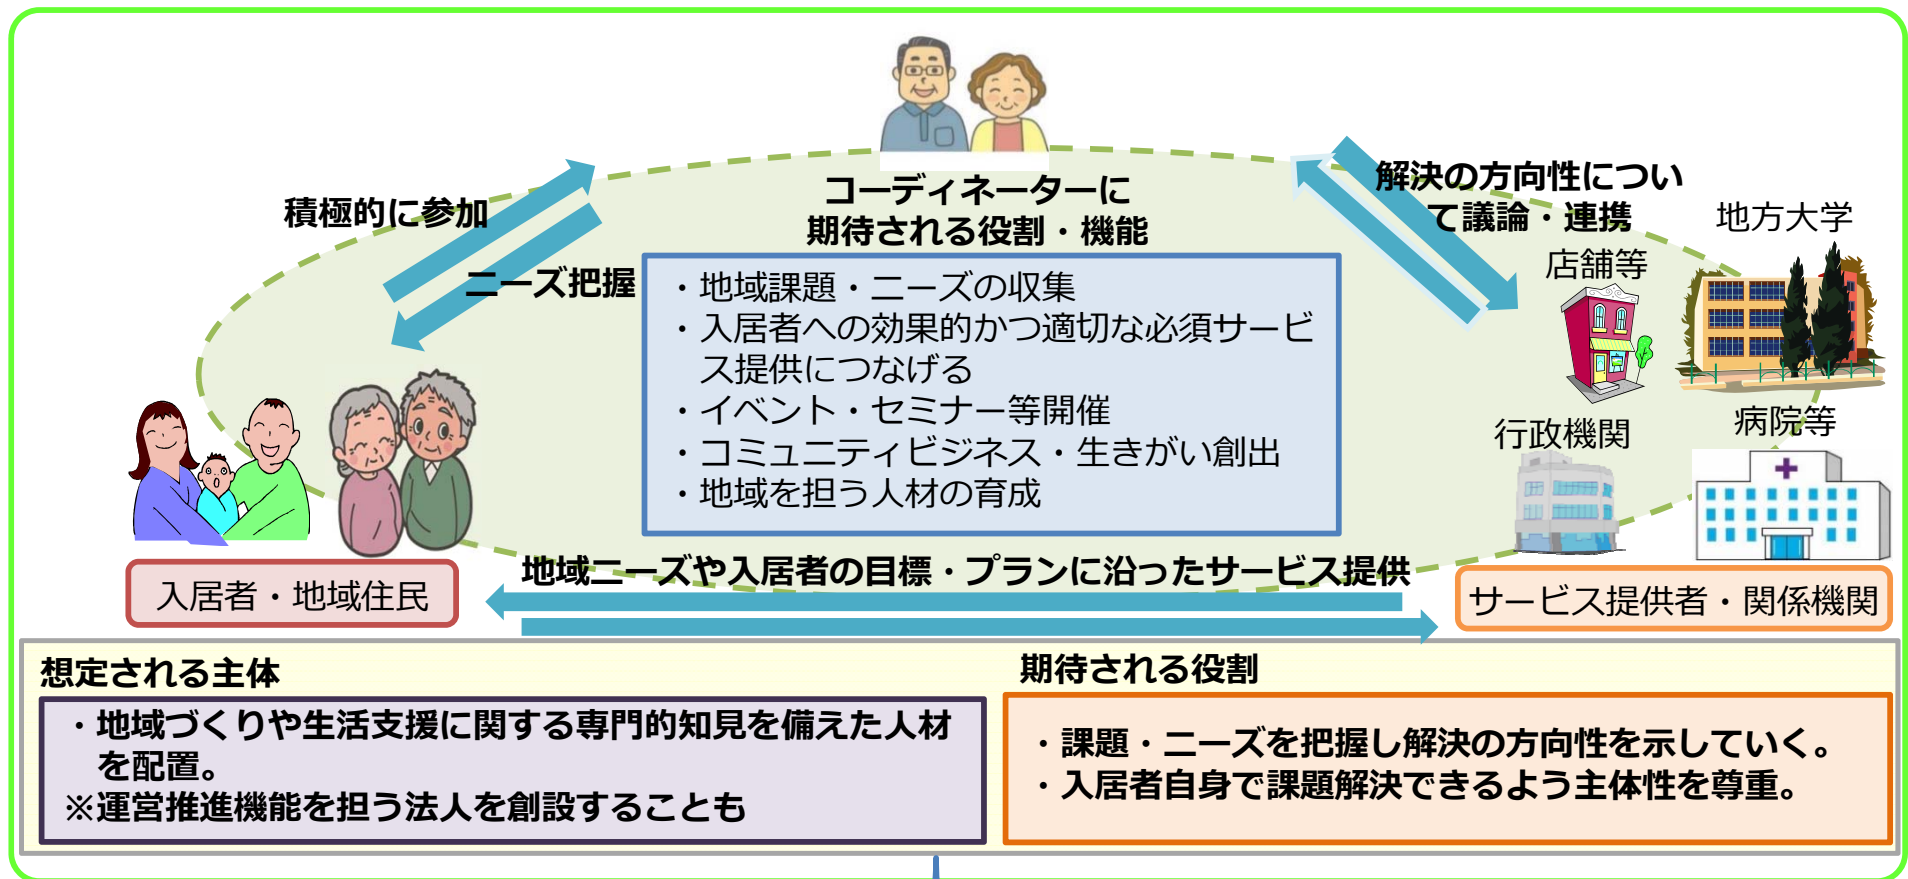 コーディネーターに
期待される役割・機能
積極的に参加
ニーズ把握
解決の方向性につい
て議論・連携
地方大学
店舗等
・地域課題・ニーズの収集
・入居者への効果的かつ適切な必須サービ
ス提供につなげる
・イベント・セミナー等開催
・コミュニティビジネス・生きがい創出
・地域を担う人材の育成
行政機関
病院等
地域ニーズや入居者の目標・プランに沿ったサービス提供
入居者・地域住民
サービス提供者・関係機関
想定される主体
・地域づくりや生活支援に関する専門的知見を備えた人材
を配置。
※運営推進機能を担う法人を創設することも
期待される役割
・課題・ニーズを把握し解決の方向性を示していく。
・入居者自身で課題解決できるよう主体性を尊重。